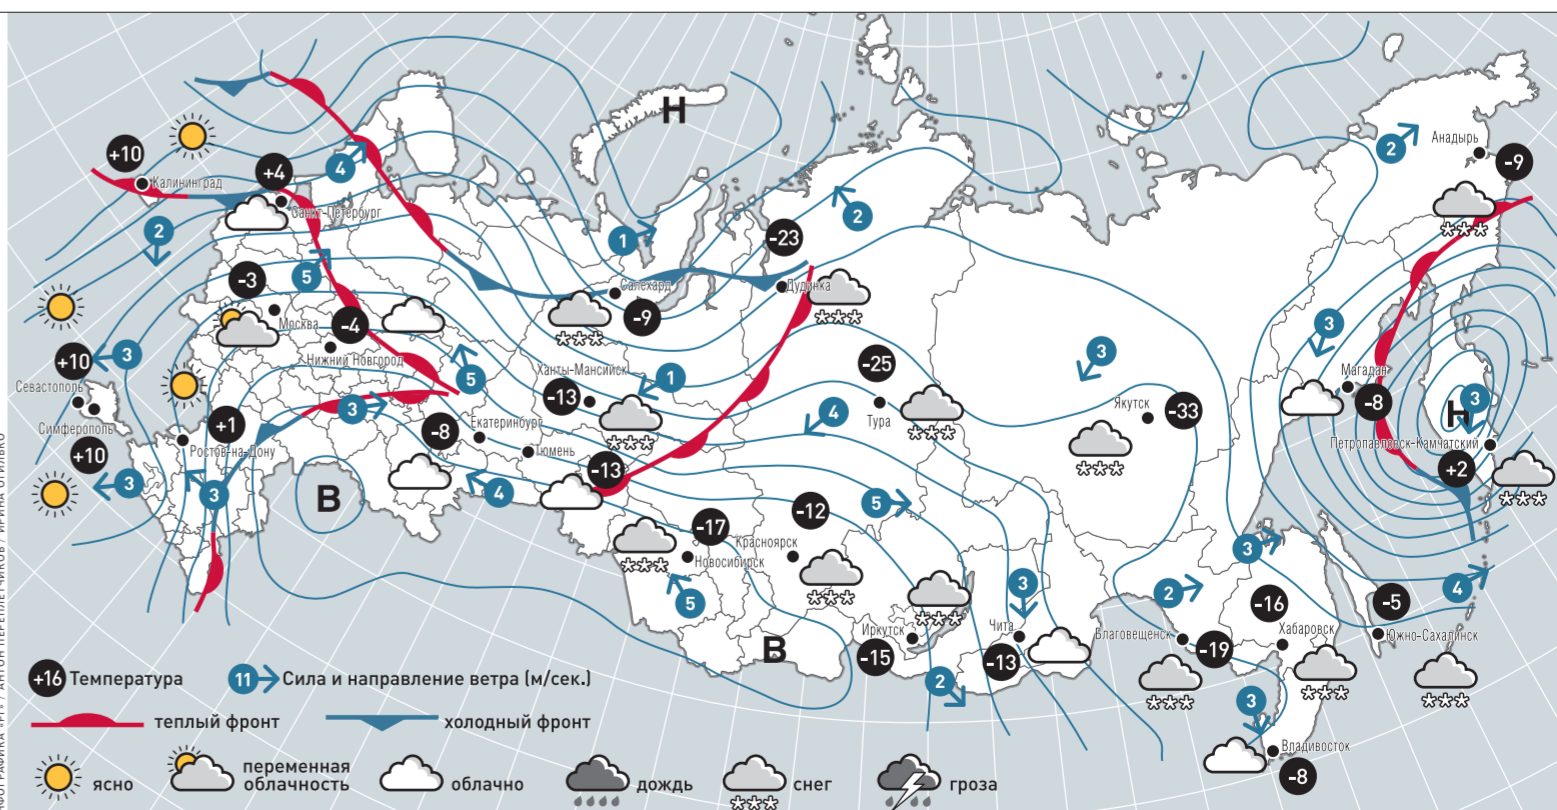 Н
Анадырь
2
+10
-9
+4
4
Калининград
Санкт-Петербург
2
2
-23
1
5
-3
Салехард
Дудинка
-9
Москва
-4
Нижний Новгород
3
+10
3
Севастополь
Ханты-Мансийск
1
-25
3
Магадан
5
-13
Тура
Якутск
-33
-8
3
Н
3
4
Симферополь
+1
-8
Екатеринбург
Ростов-на-Дону
Тюмень
Петропавловск-Камчатский
+10
-13
+2
3
3
В
4
-12
5
-17
Красноярск
Новосибирск
3
5
3
2
4
-16
-5
Иркутск
Чита
Благовещенск
Хабаровск
Южно-Сахалинск
В
-15
-13
-19
2
3
Владивосток
-8
+16 Температура
11 Сила и направление ветра (м/сек.)
теплый фронт
холодный фронт
ясно
переменная
облачность
облачно
дождь
снег
гроза